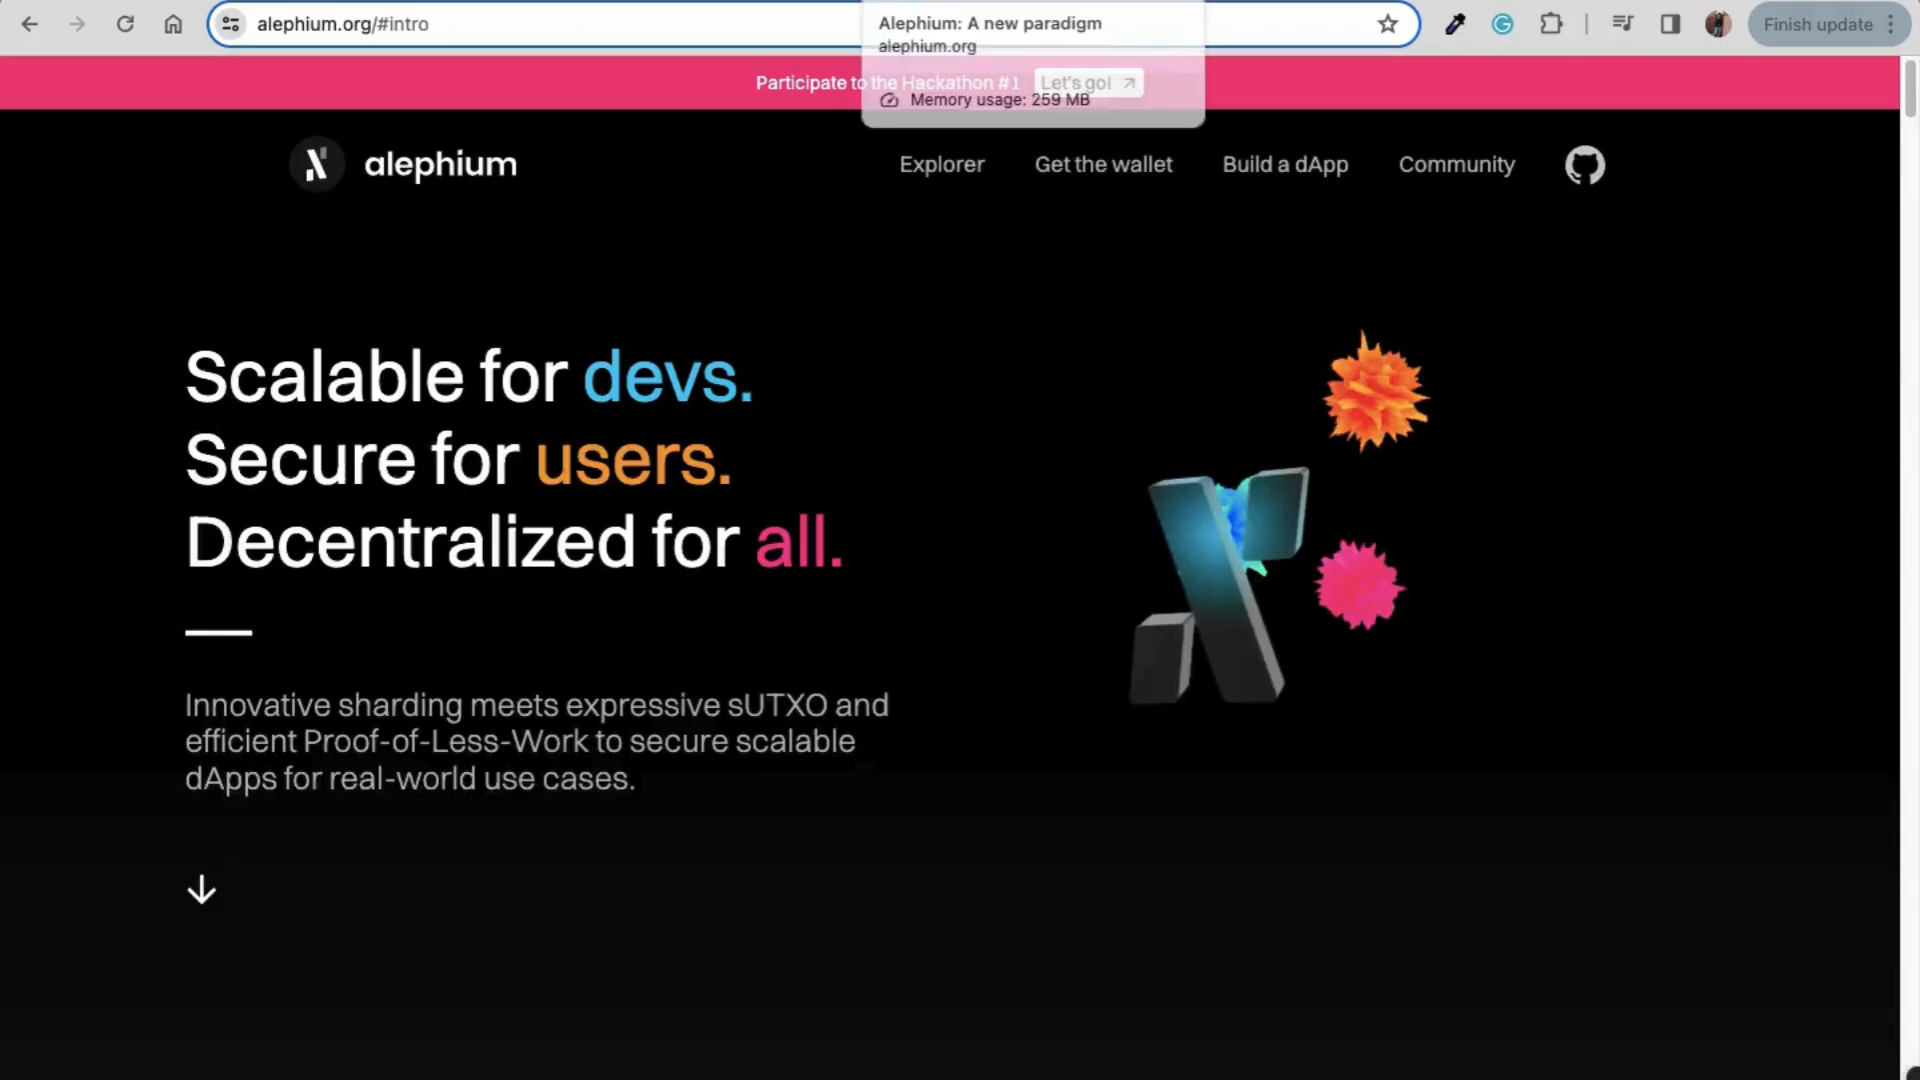 alephium.org/#intro
Finish update
Alephium: A new paradigm
alephium.org
Participate to the Hackathon #1 Let's go!
Memory usage: 259 MB
alephium
Explorer Get the wallet Build a dApp Community
Scalable for devs.
Secure for users.
Decentralized for all.
Innovative sharding meets expressive sUTXO and
efficient Proof-of-Less-Work to secure scalable
dApps for real-world use cases.